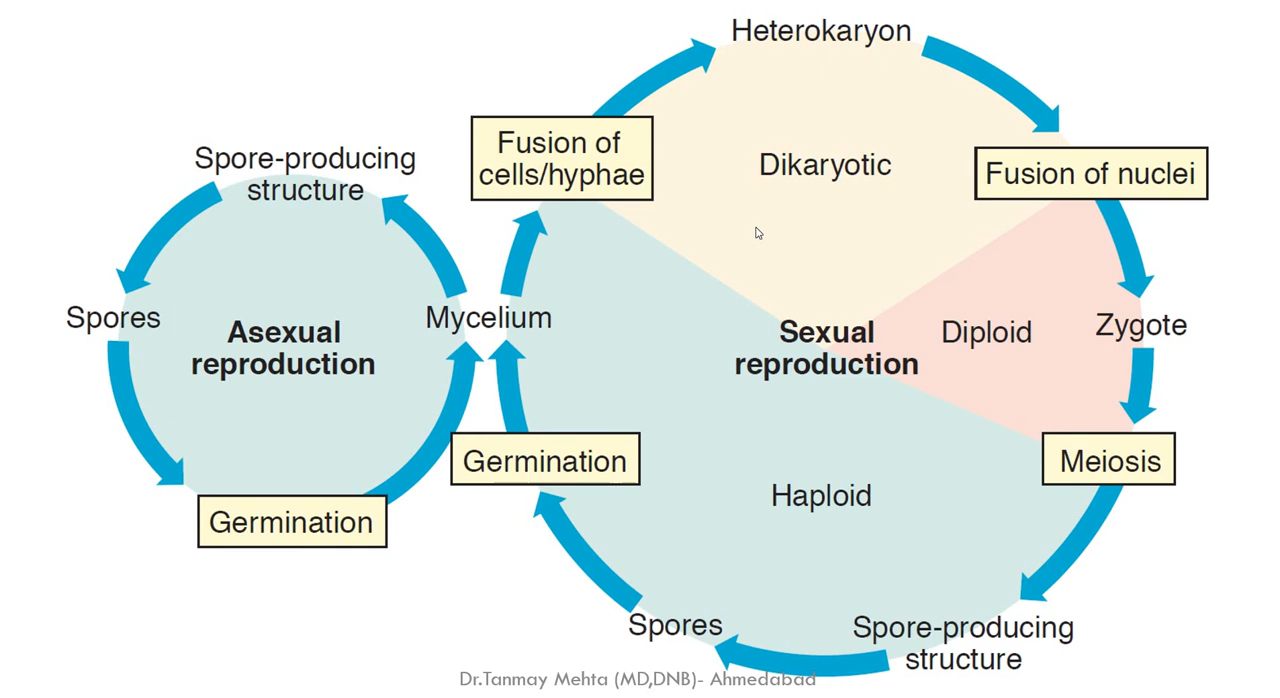 Heterokaryon
Fusion of
cells/hyphae
Dikaryotic
Fusion of nuclei
Spore-producing
structure
Spores
Asexual
reproduction
Mycelium
Sexual
reproduction
Diploid
Zygote
Germination
Germination
Haploid
Meiosis
Spores
Spore-producing
structure
Dr.Tanmay Mehta (MD,DNB)- Ahmedabad